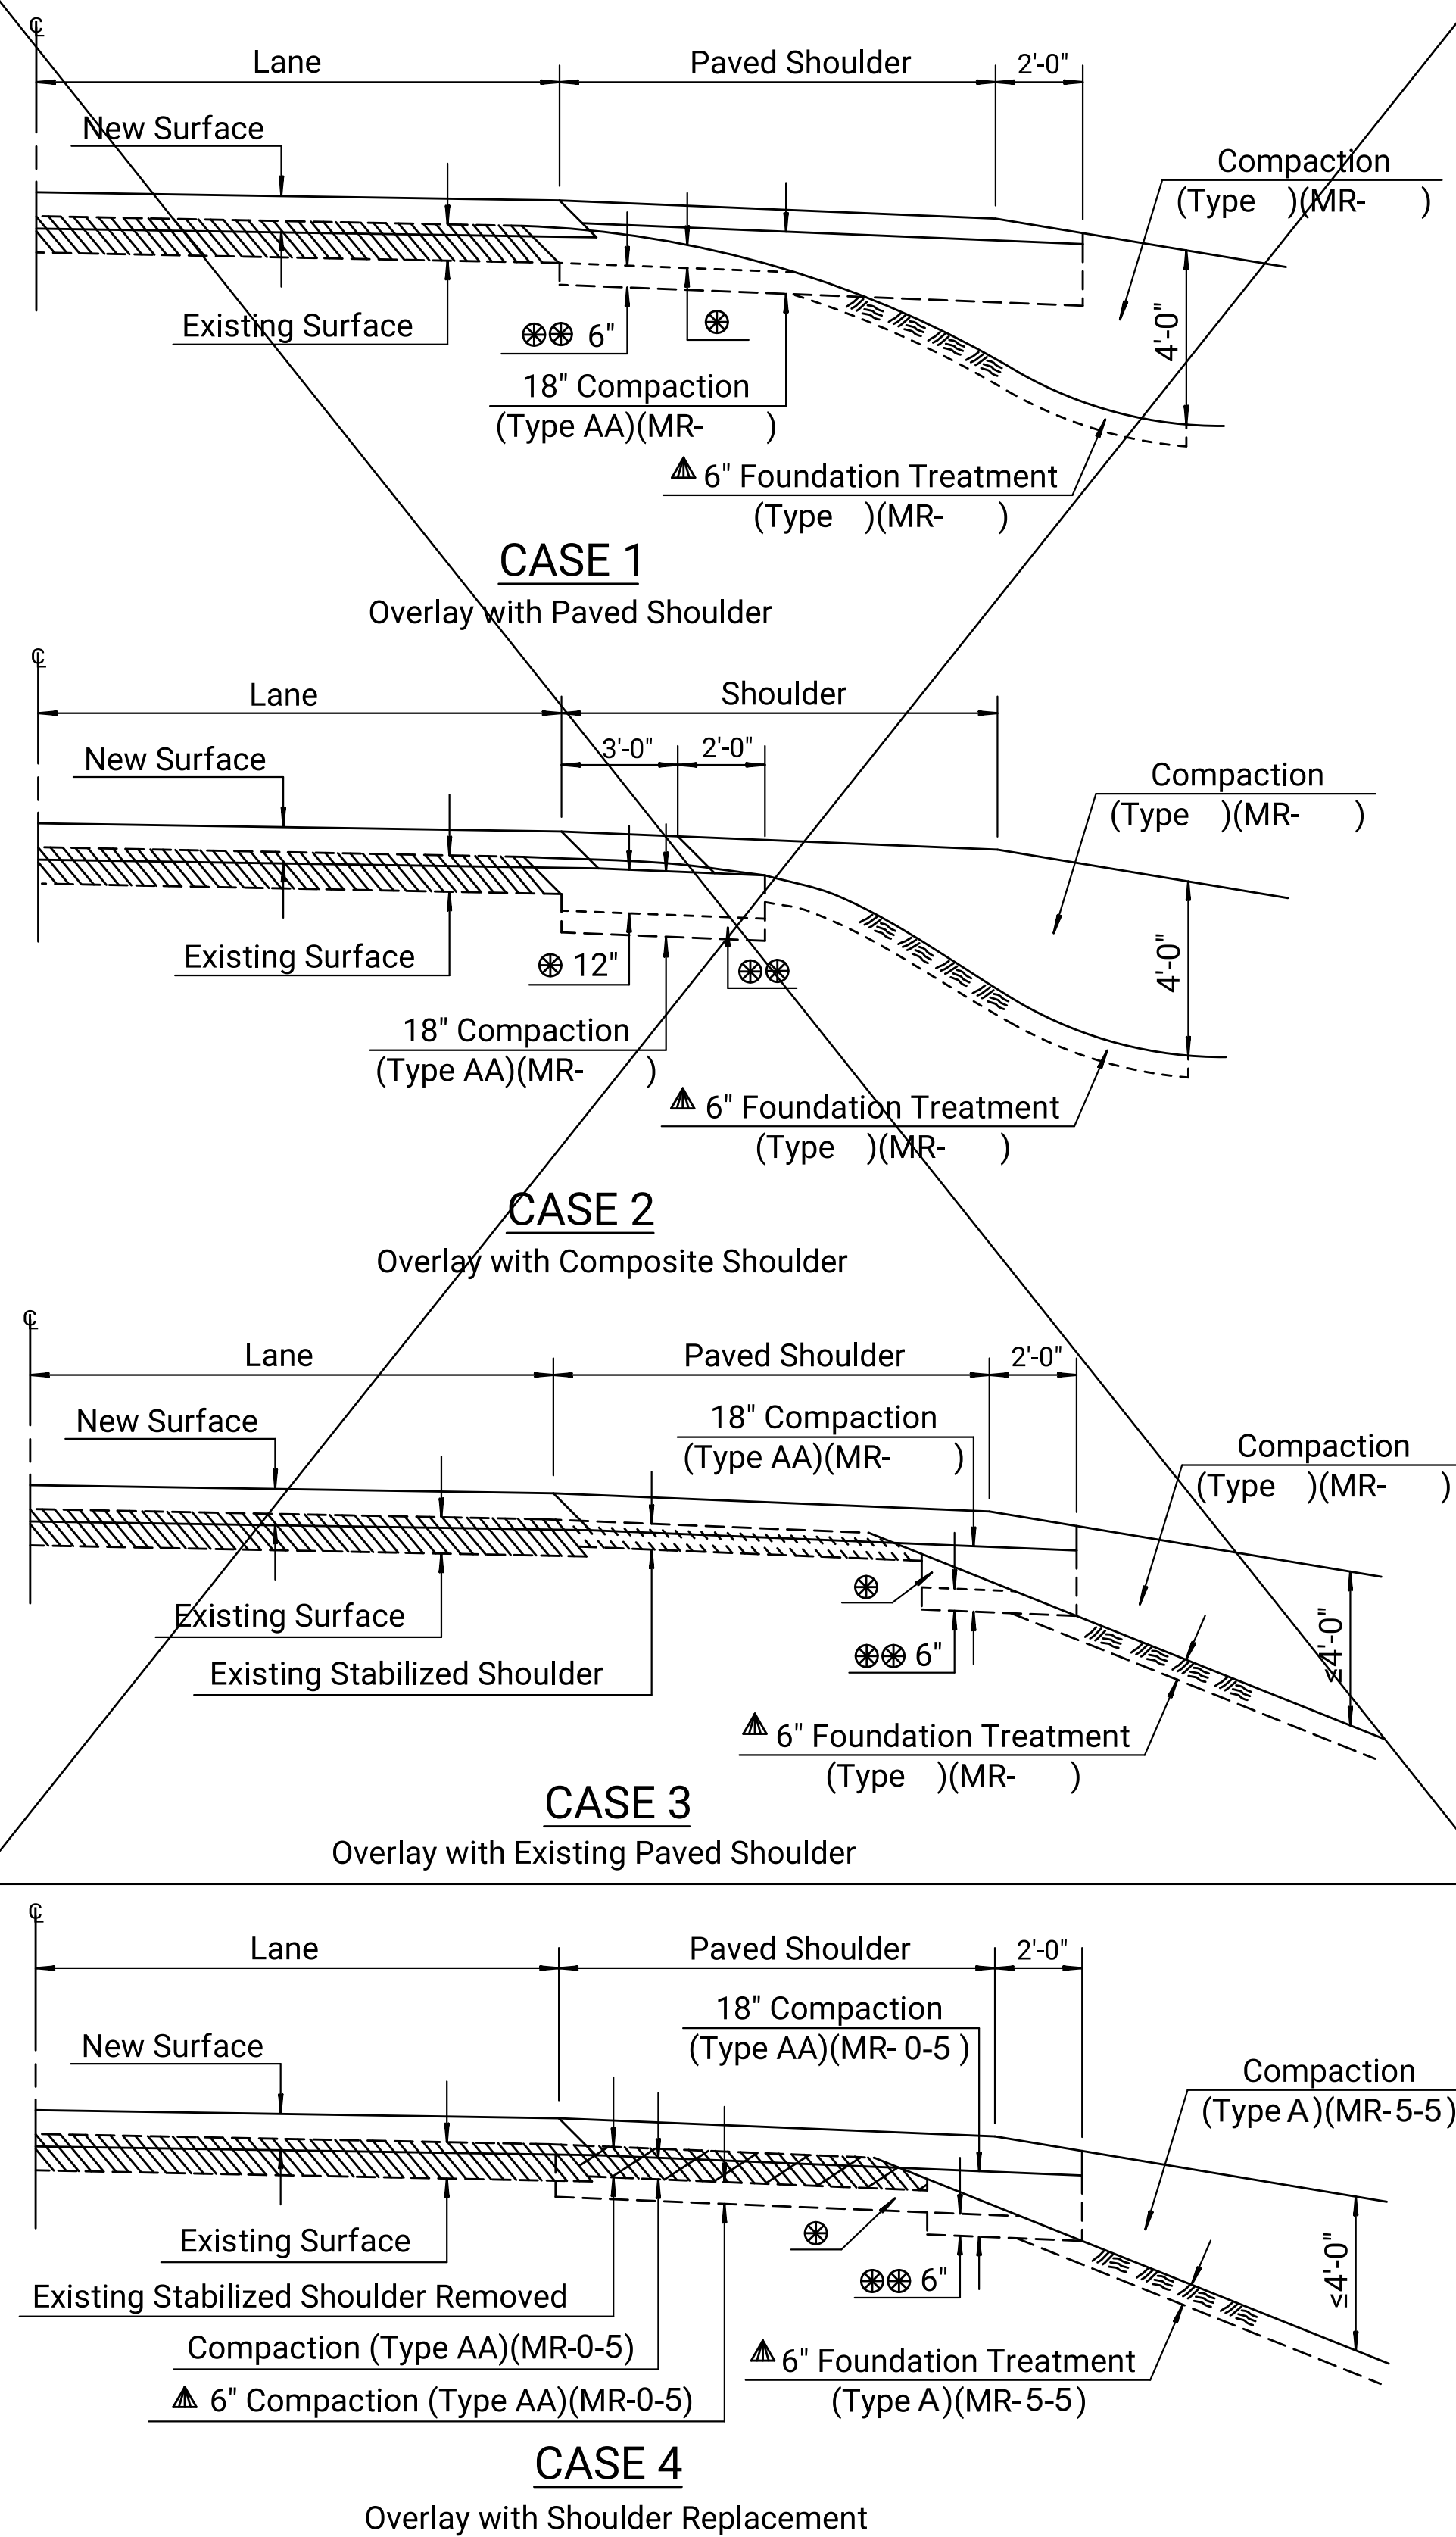 ℄
Lane
Paved Shoulder
2'-0"
New Surface
Compaction
(Type )(MR- )
Existing Surface
6"
4'-0"
18" Compaction
(Type AA)(MR- )
6" Foundation Treatment
(Type )(MR- )
CASE 1
Overlay with Paved Shoulder
℄
Lane
Shoulder
3'-0"
2'-0"
New Surface
Compaction
(Type )(MR- )
Existing Surface
12"
4'-0"
18" Compaction
(Type AA)(MR- )
6" Foundation Treatment
(Type )(MR- )
CASE 2
Overlay with Composite Shoulder
℄
Lane
Paved Shoulder
2'-0"
New Surface
18" Compaction
(Type AA)(MR- )
Compaction
(Type )(MR- )
Existing Surface
6"
≤4'-0"
Existing Stabilized Shoulder
6" Foundation Treatment
(Type )(MR- )
CASE 3
Overlay with Existing Paved Shoulder
℄
Lane
Paved Shoulder
2'-0"
18" Compaction
(Type AA)(MR- 0-5 )
New Surface
Compaction
(Type A)(MR-5-5)
Existing Surface
6"
≤4'-0"
Existing Stabilized Shoulder Removed
Compaction (Type AA)(MR-0-5)
6" Compaction (Type AA)(MR-0-5)
6" Foundation Treatment
(Type A)(MR-5-5)
CASE 4
Overlay with Shoulder Replacement